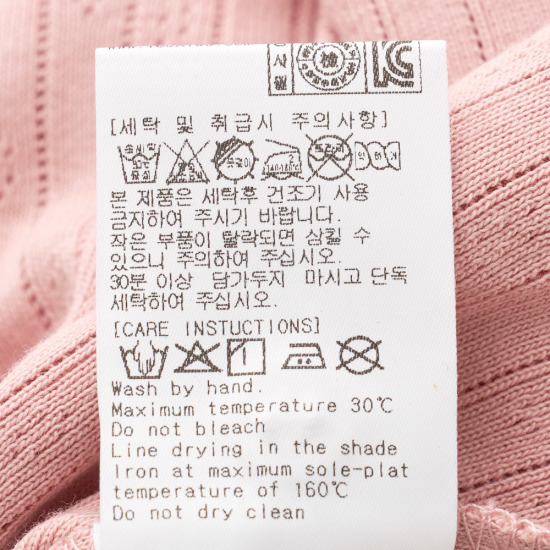 [세탁 및 취급시 주의사항]
본 제품은 세탁후 건조기 사용
금지하여 주시기 바랍니다.
작은 부품이 탈락되면 삼킬 수
있으니 주의하여 주십시오.
30분 이상 담가두지 마시고 단독
세탁하여 주십시오.
[CARE INSTUCTIONS]
Wash by hand.
Maximum temperature 30℃
Do not bleach
Line drying in the shade
Iron at maximum sole-plat
temperature of 160℃
Do not dry clean